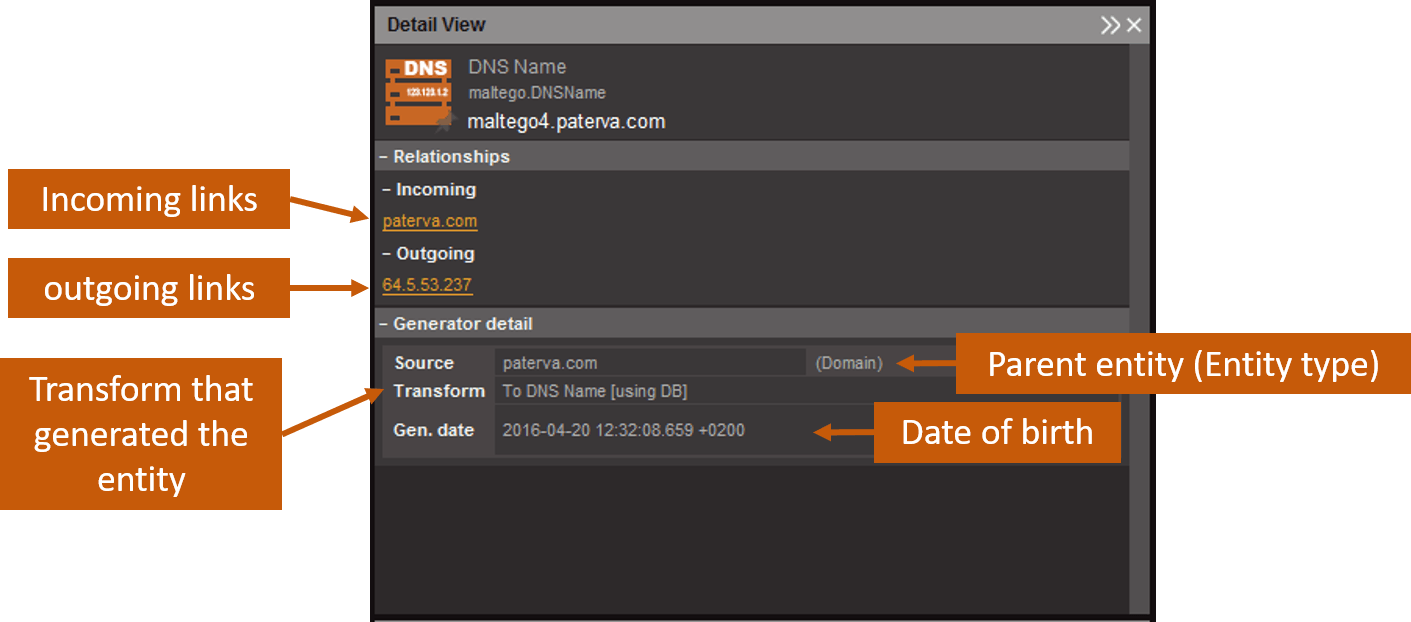 Detail View
DNS
123.123.1.2
DNS Name
maltego.DNSName
maltego4.paterva.com
– Relationships
– Incoming
Incoming links
paterva.com
– Outgoing
outgoing links
64.5.53.237
– Generator detail
Source paterva.com (Domain)
Parent entity (Entity type)
Transform To DNS Name [using DB]
Transform that
generated the
entity
Gen. date 2016-04-20 12:32:08.659 +0200
Date of birth